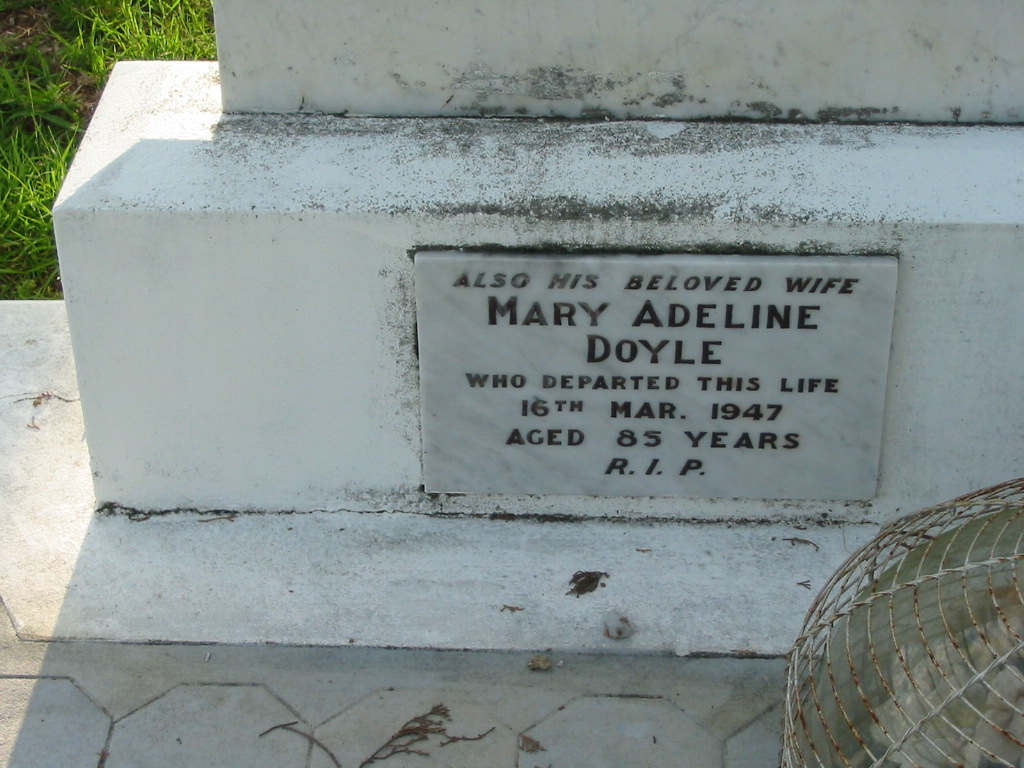 ALSO HIS BELOVED WIFE
MARY ADELINE
DOYLE
WHO DEPARTED THIS LIFE
16TH MAR. 1947
AGED 85 YEARS
R.I.P.